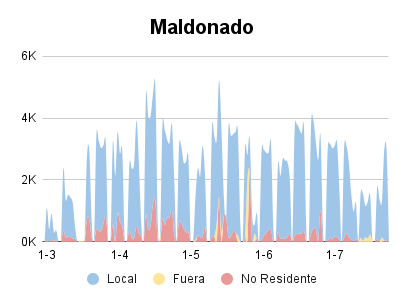 Maldonado
6K
4K
2K
0K
1-3 1-4 1-5 1-6 1-7
Local Fuera No Residente